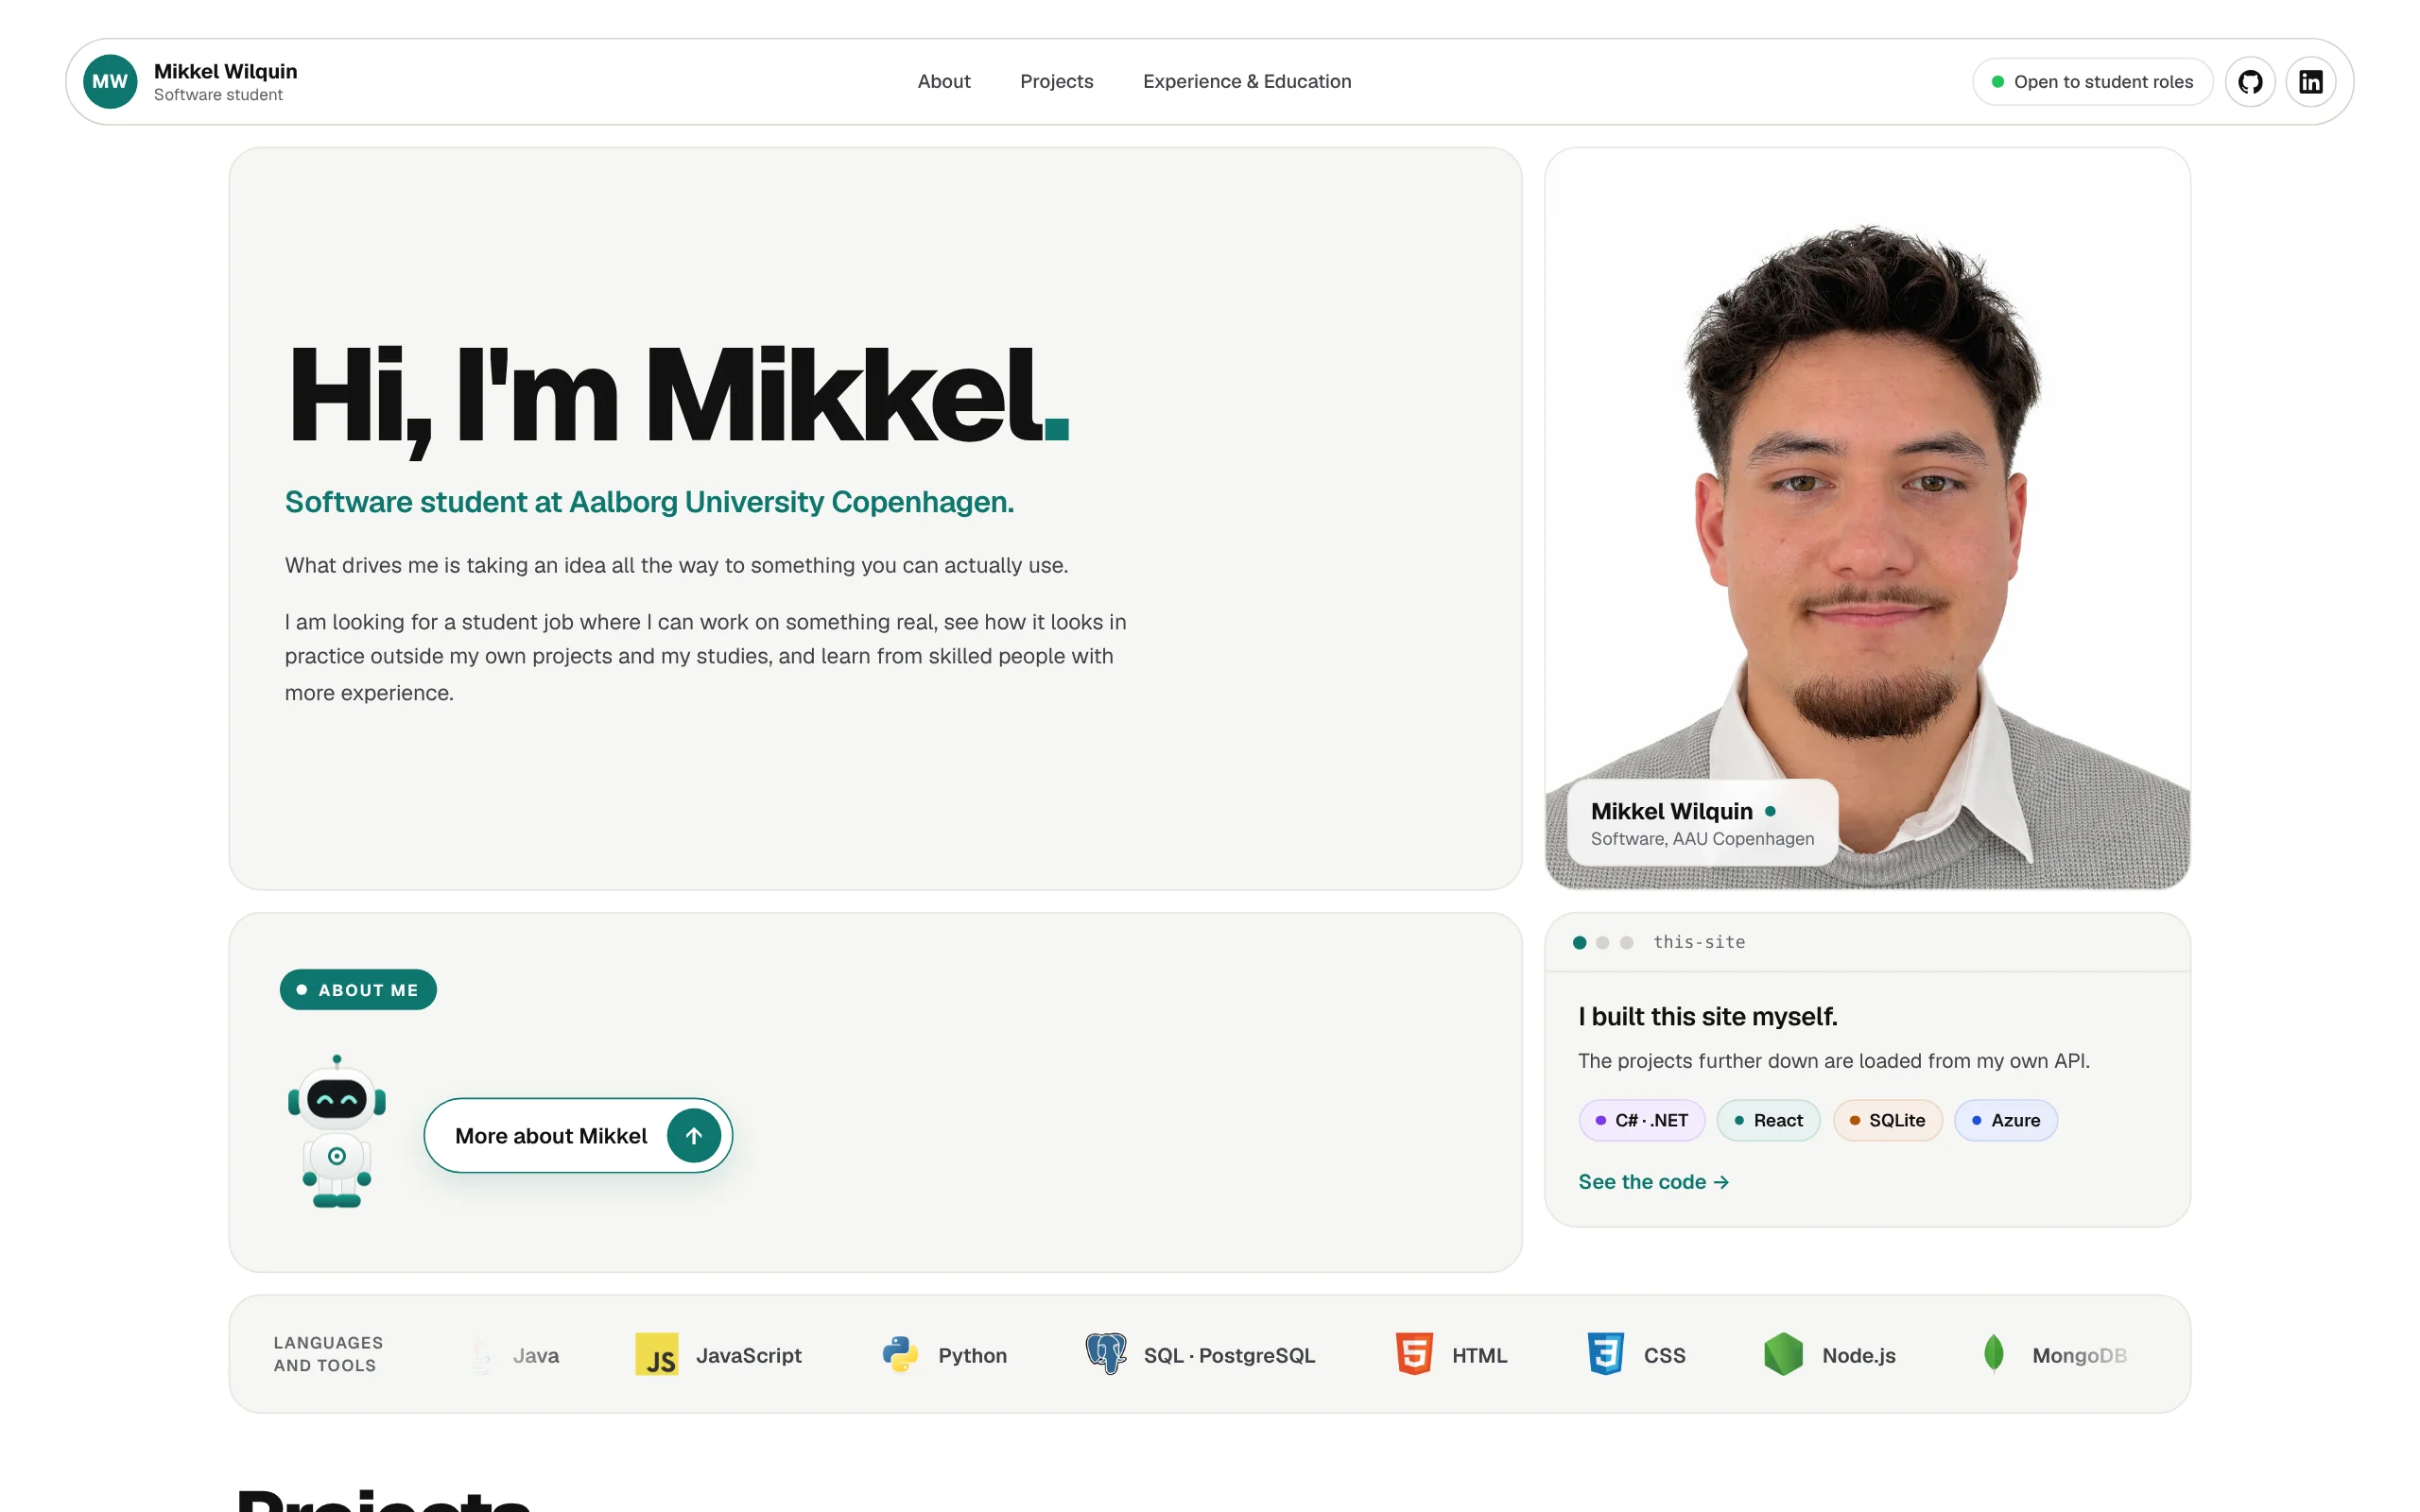 MW
Mikkel Wilquin
Software student
About
Projects
Experience & Education
Open to student roles
in
Hi, I'm Mikkel.
Software student at Aalborg University Copenhagen.
What drives me is taking an idea all the way to something you can actually use.
I am looking for a student job where I can work on something real, see how it looks in
practice outside my own projects and my studies, and learn from skilled people with
more experience.
Mikkel Wilquin
Software, AAU Copenhagen
ABOUT ME
More about Mikkel
this-site
I built this site myself.
The projects further down are loaded from my own API.
C# · .NET
React
SQLite
Azure
See the code →
LANGUAGES
AND TOOLS
Java
JS
JavaScript
Python
SQL · PostgreSQL
5
HTML
3
CSS
Node.js
MongoDB
Projects